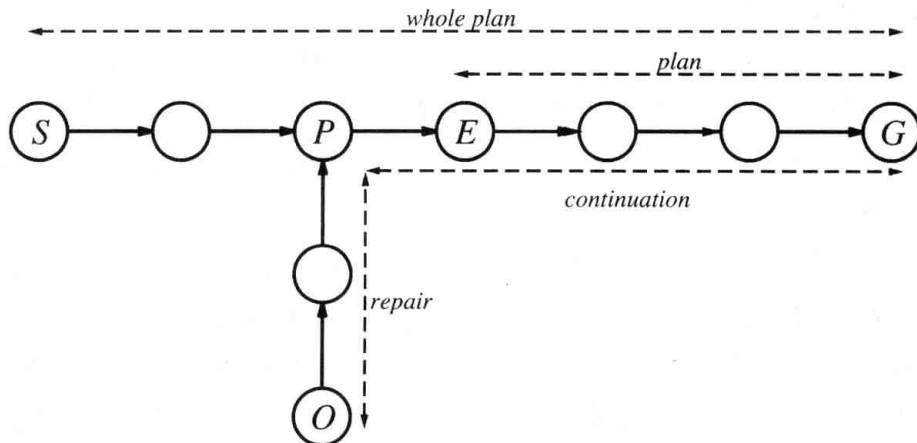 whole plan
plan
S P E G
continuation
repair
O